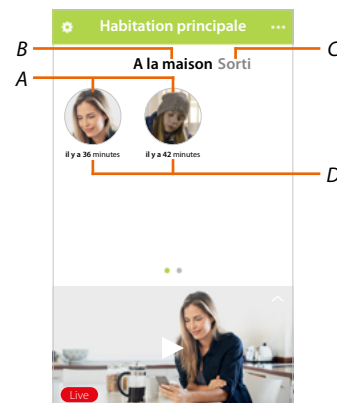 Habitation principale
B
C
A la maison Sorti
A
il y a 36 minutes
il y a 42 minutes
D
Live